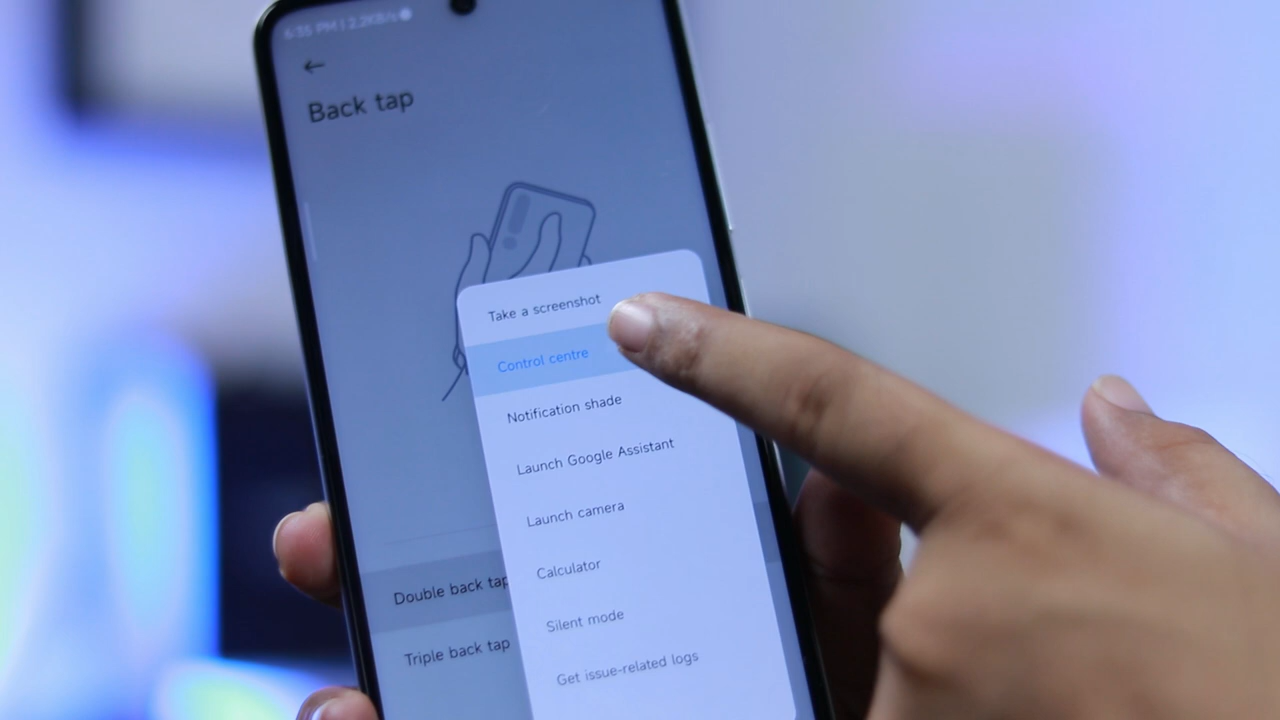 6:35 PM | 2.2KB/s
Back tap
Take a screenshot
Control centre
Notification shade
Launch Google Assistant
Launch camera
Calculator
Silent mode
Get issue-related logs
Double back tap
Triple back tap